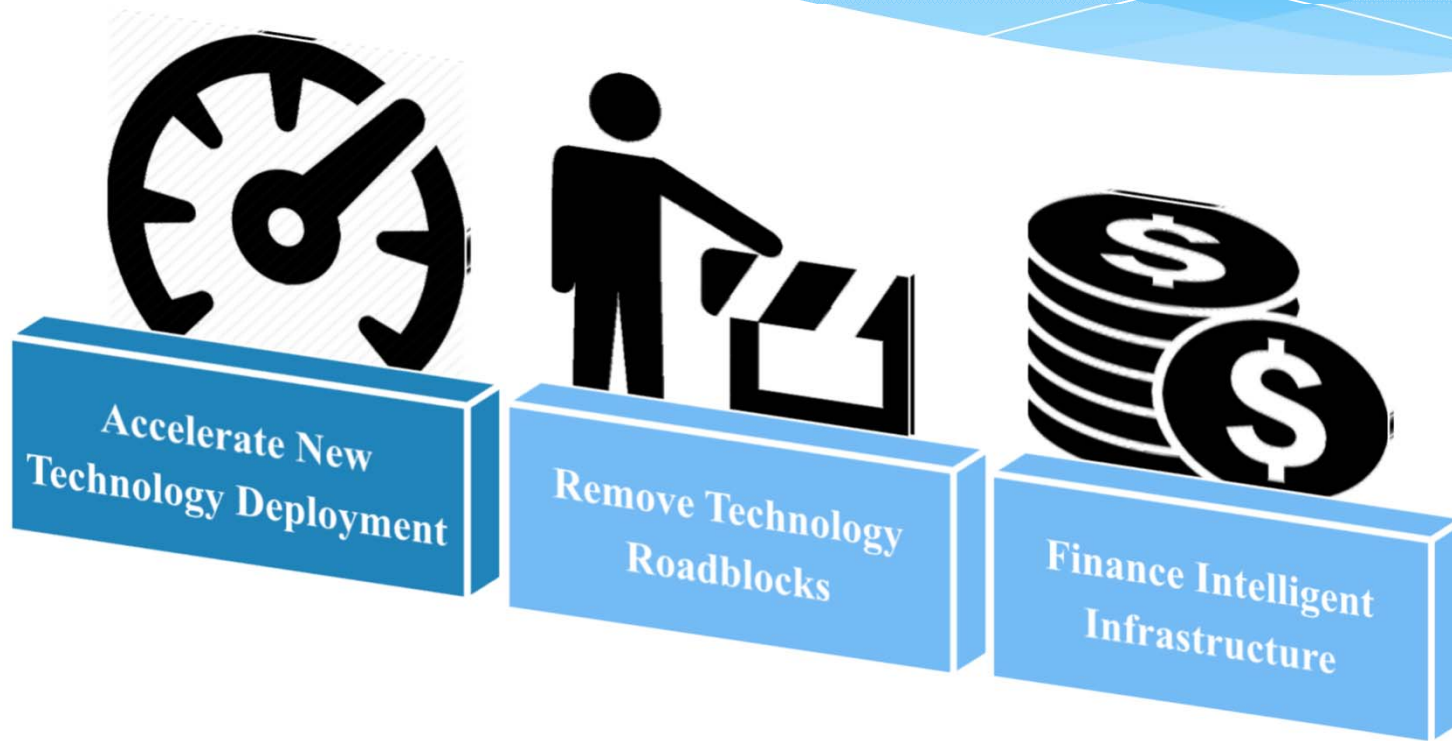 Accelerate New
Technology Deployment
Remove Technology
Roadblocks
Finance Intelligent
Infrastructure
$
$